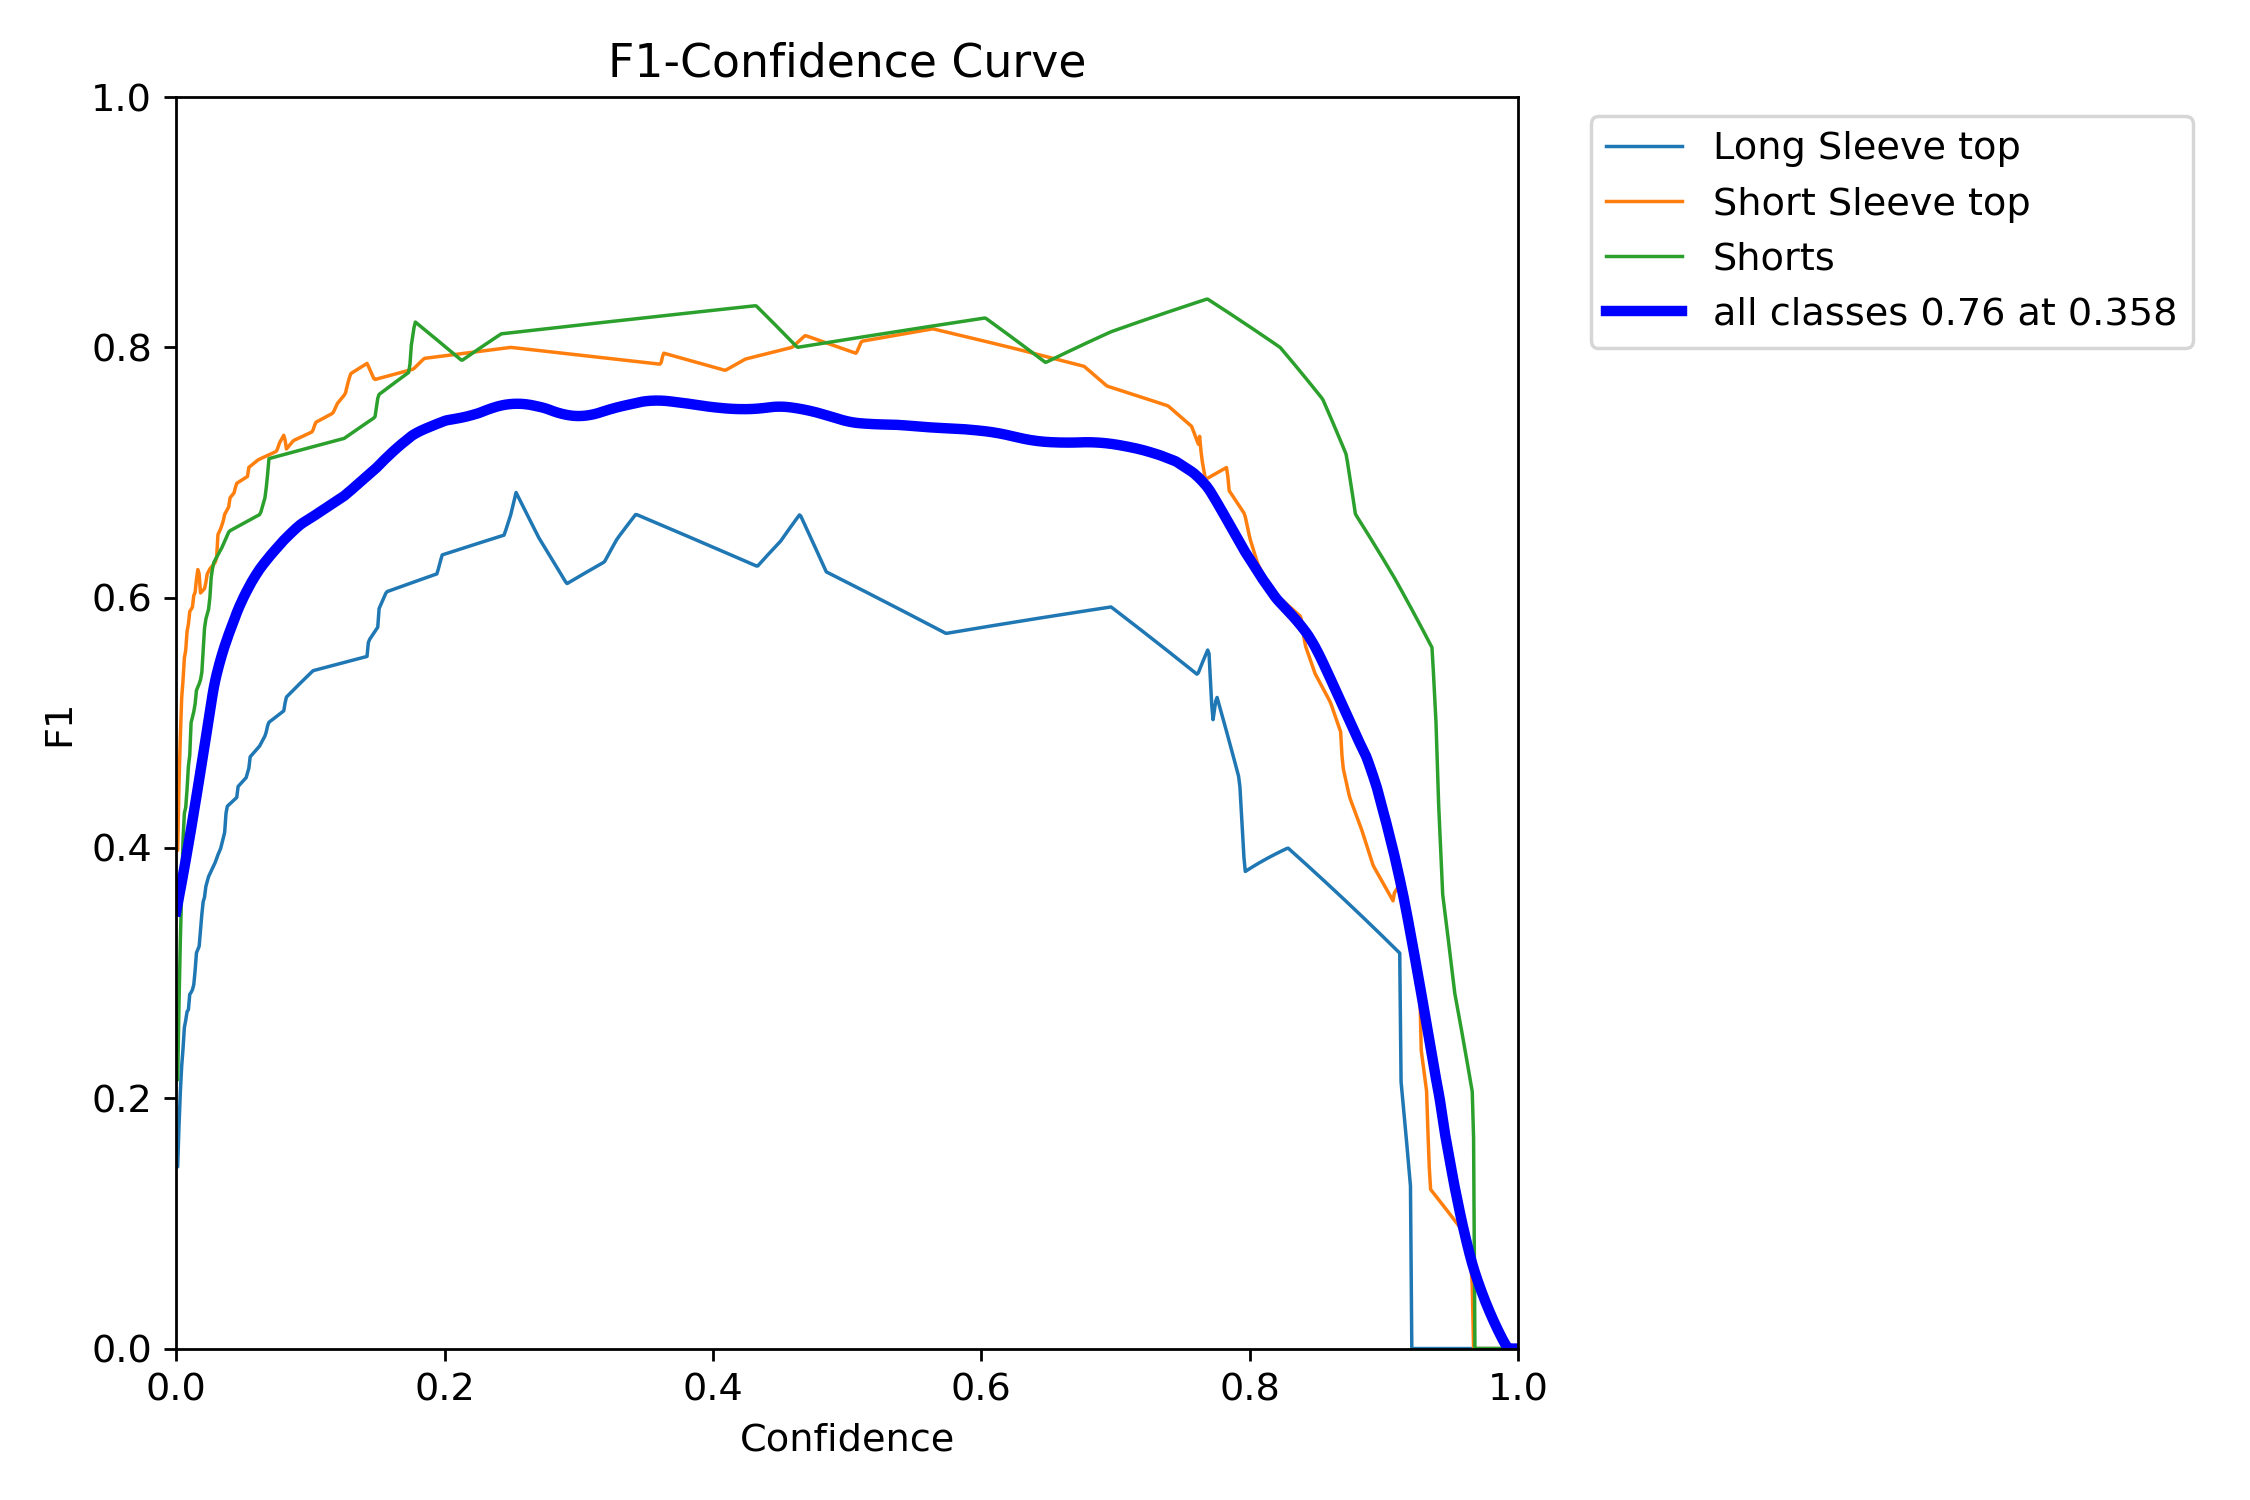 F1-Confidence Curve
1.0
0.8
0.6
0.4
0.2
0.0
F1
0.0 0.2 0.4 0.6 0.8 1.0
Confidence
Long Sleeve top
Short Sleeve top
Shorts
all classes 0.76 at 0.358